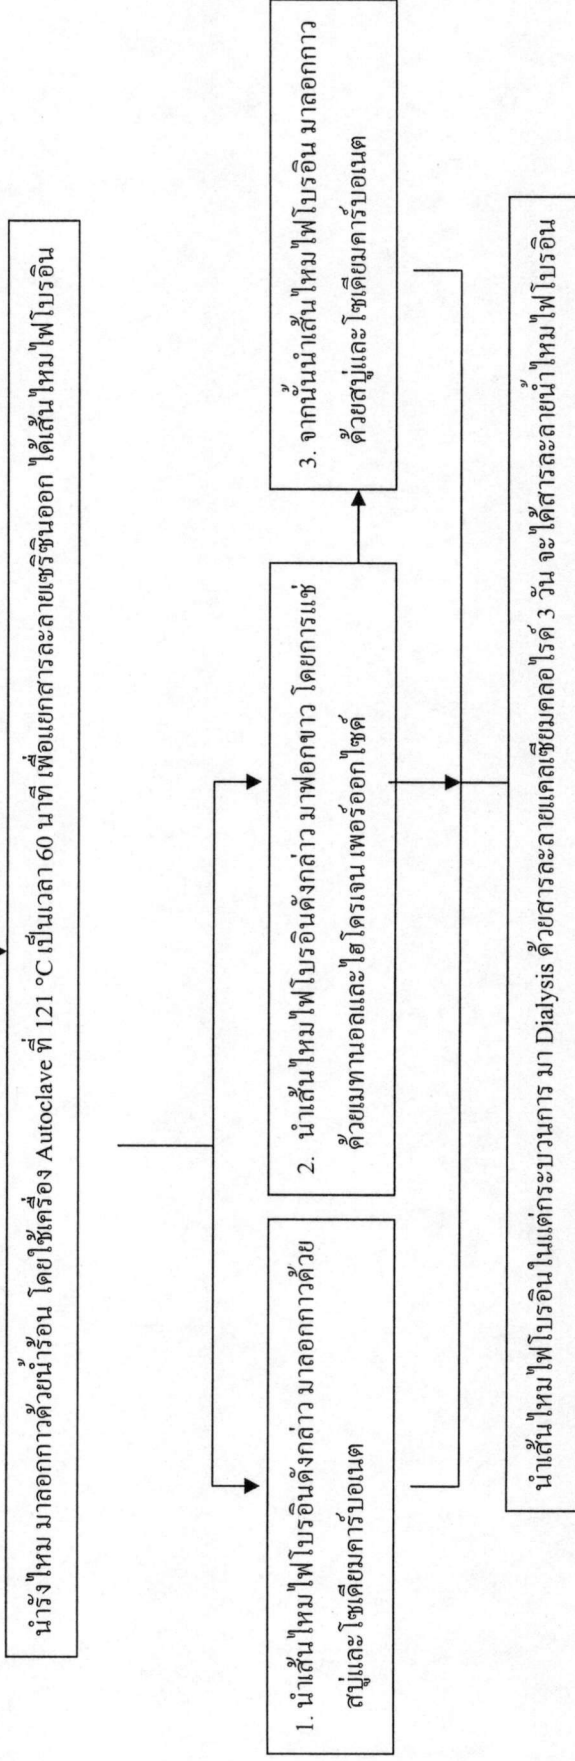 นำรังไหม มาลอกกาวด้วยน้ำร้อน โดยใช้เครื่อง Autoclave ที่ 121 °C เป็นเวลา 60 นาที เพื่อแยกสารละลายเซริซินออก ได้เส้นไหมไฟโบรอิน
1. นำเส้นไหมไฟโบรอินดังกล่าว มาลอกกาวด้วย
สบู่และโซเดียมคาร์บอเนต
2. นำเส้นไหมไฟโบรอินดังกล่าว มาฟอกขาว โดยการแช่
ด้วยเมทานอลและไฮโดรเจน เพอร์ออกไซค์
3. จากนั้นนำเส้นไหมไฟโบรอิน มาลอกกาว
ด้วยสบู่และโซเดียมคาร์บอเนต
นำเส้นไหมไฟโบรอินในแต่กระบวนการ มา Dialysis ด้วยสารละลายแคลเซียมคลอไรด์ 3 วัน จะได้สารละลายน้ำไหมไฟโบรอิน